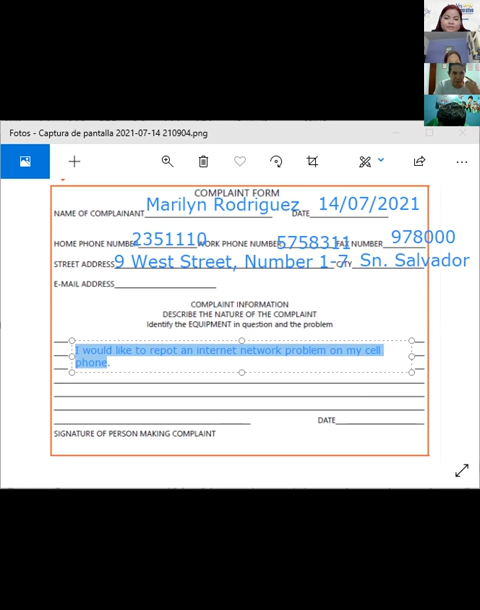 Fotos - Captura de pantalla 2021-07-14 210904.png
COMPLAINT FORM
NAME OF COMPLAINANT Marilyn Rodriguez DATE 14/07/2021
HOME PHONE NUMBER 2351110 WORK PHONE NUMBER 5758311 FAX NUMBER 978000
STREET ADDRESS 9 West Street, Number 1-7 CITY Sn. Salvador
E-MAIL ADDRESS
COMPLAINT INFORMATION
DESCRIBE THE NATURE OF THE COMPLAINT
Identify the EQUIPMENT in question and the problem
I would like to repot an internet network problem on my cell
phone.
DATE
SIGNATURE OF PERSON MAKING COMPLAINT